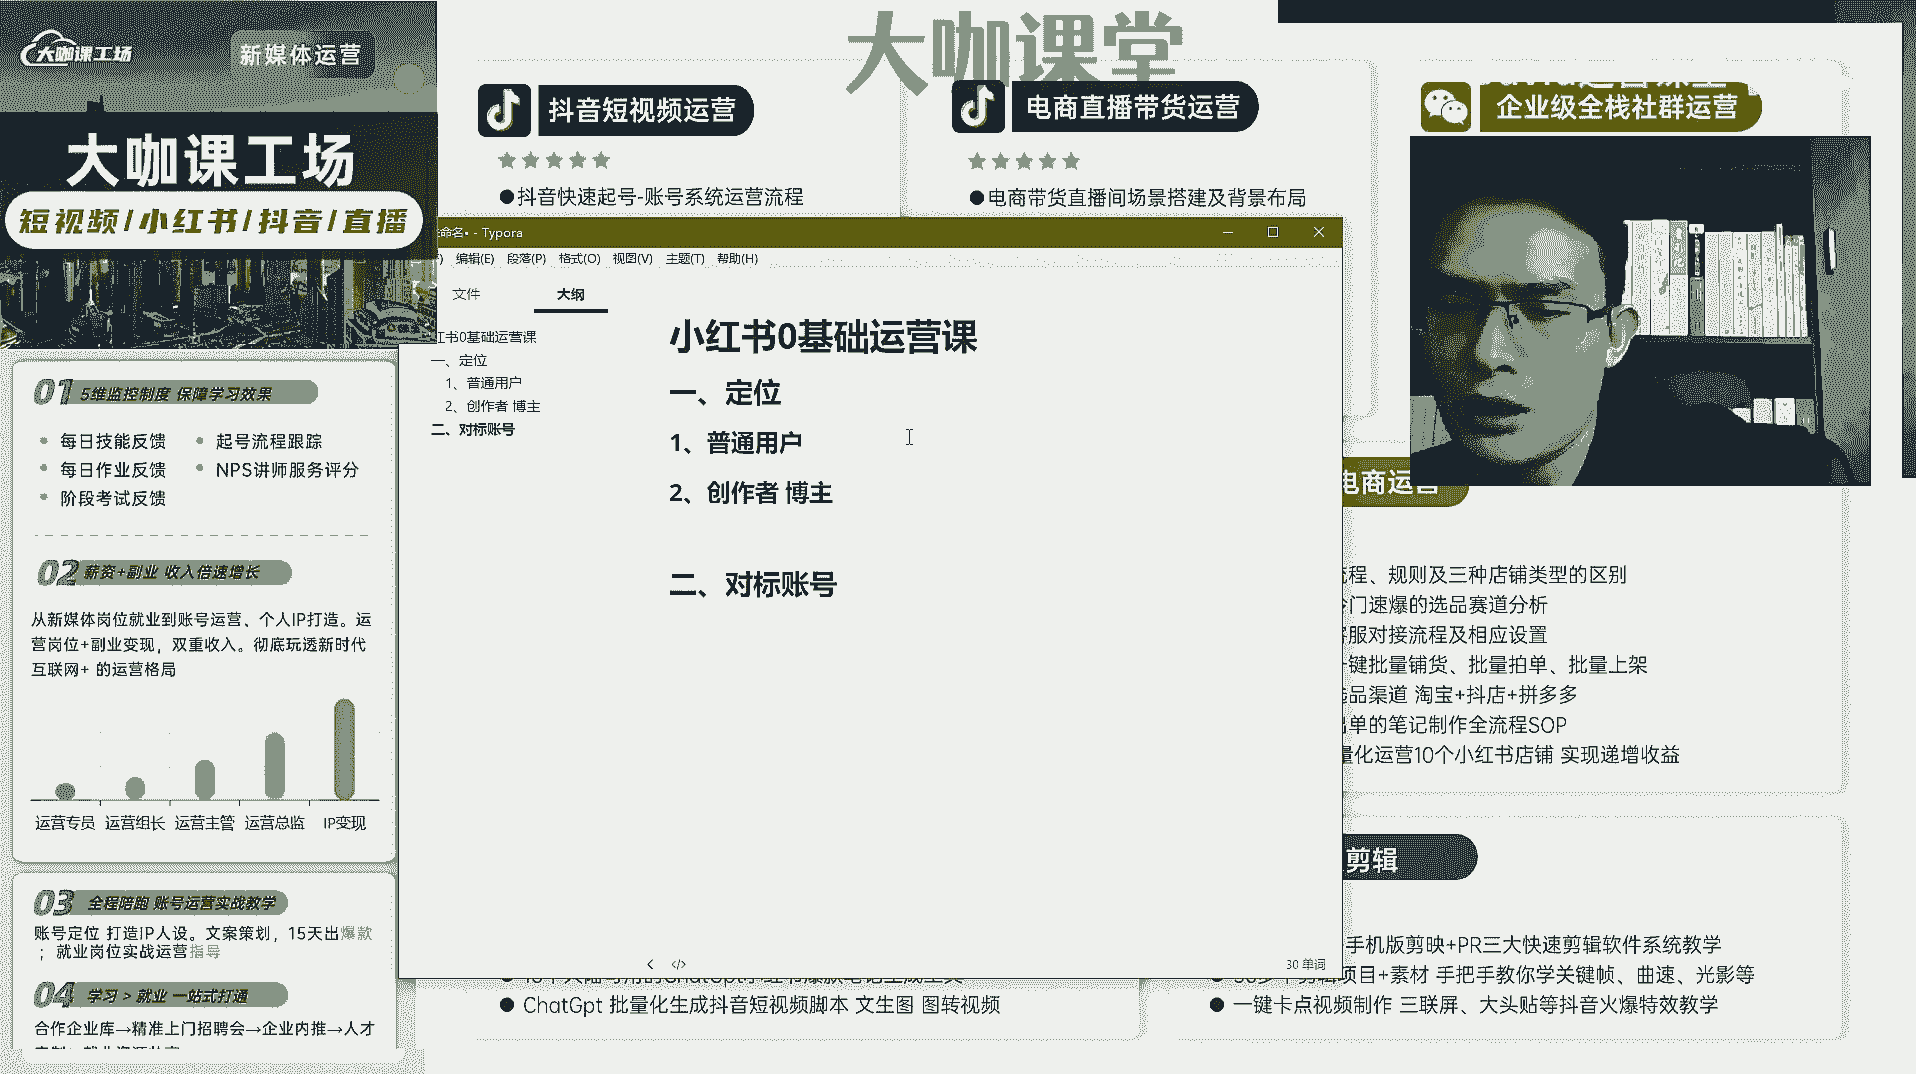 大咖课工场
新媒体运营
大咖课工场
短视频/小红书/抖音/直播
大咖课堂
抖音短视频运营
●抖音快速起号-账号系统运营流程
电商直播带货运营
●电商带货直播间场景搭建及背景布局
企业级全栈社群运营
01 5维监控制度 保障学习效果
每日技能反馈
起号流程跟踪
每日作业反馈
NPS讲师服务评分
阶段考试反馈
02 薪资+副业 收入倍速增长
从新媒体岗位就业到账号运营、个人IP打造。运
营岗位+副业变现，双重收入。彻底玩透新时代
互联网+ 的运营格局
运营专员 运营组长 运营主管 运营总监 IP变现
03 全程陪跑 账号运营实战教学
账号定位 打造IP人设。文案策划，15天出爆款
；就业岗位实战运营指导
04 学习 > 就业 一站式打通
合作企业库→精准上门招聘会→企业内推→人才
命名• - Typora
编辑(E) 段落(P) 格式(O) 视图(V) 主题(T) 帮助(H)
文件 大纲
红书0基础运营课
一、定位
1、普通用户
2、创作者 博主
二、对标账号
小红书0基础运营课
一、定位
1、普通用户
2、创作者 博主
二、对标账号
</>
30 单词
电商运营
程、规则及三种店铺类型的区别
门速爆的选品赛道分析
服对接流程及相应设置
键批量铺货、批量拍单、批量上架
品渠道 淘宝+抖店+拼多多
单的笔记制作全流程SOP
量化运营10个小红书店铺 实现递增收益
剪辑
手机版剪映+PR三大快速剪辑软件系统教学
项目+素材 手把手教你学关键帧、曲速、光影等
● 一键卡点视频制作 三联屏、大头贴等抖音火爆特效教学
● ChatGpt 批量化生成抖音短视频脚本 文生图 图转视频